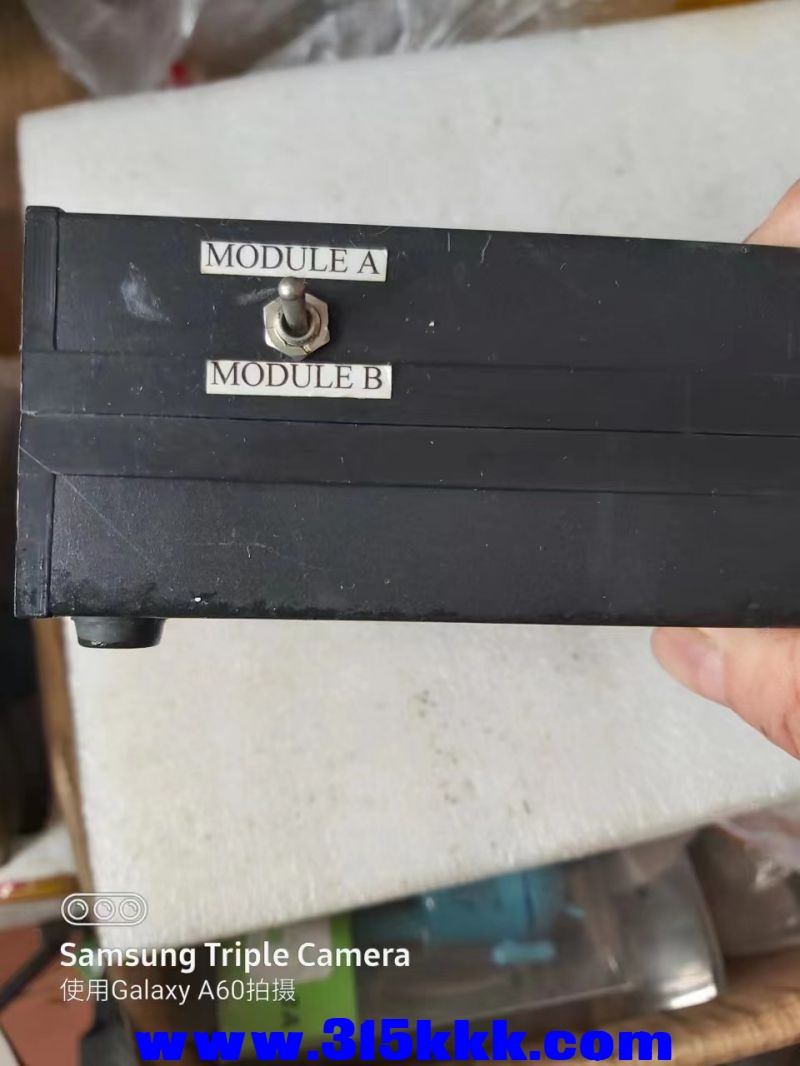 MODULE A
MODULE B
Samsung Triple Camera
使用Galaxy A60拍摄
www.315kkk.com